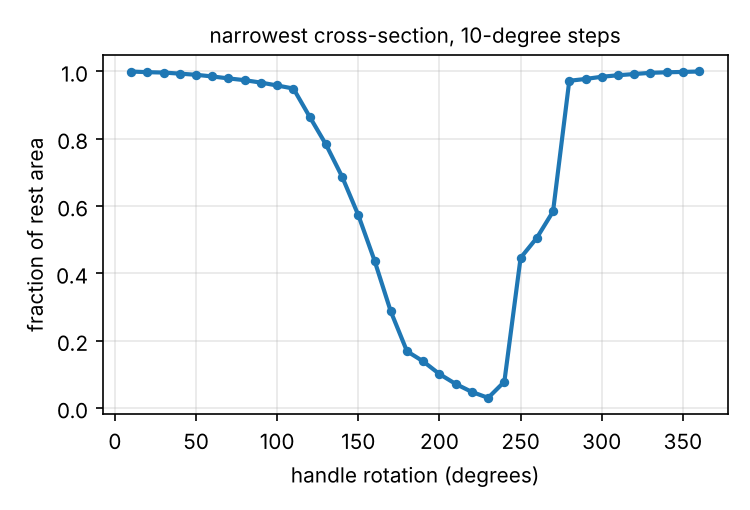 narrowest cross-section, 10-degree steps
fraction of rest area
1.0
0.8
0.6
0.4
0.2
0.0
0 50 100 150 200 250 300 350
handle rotation (degrees)